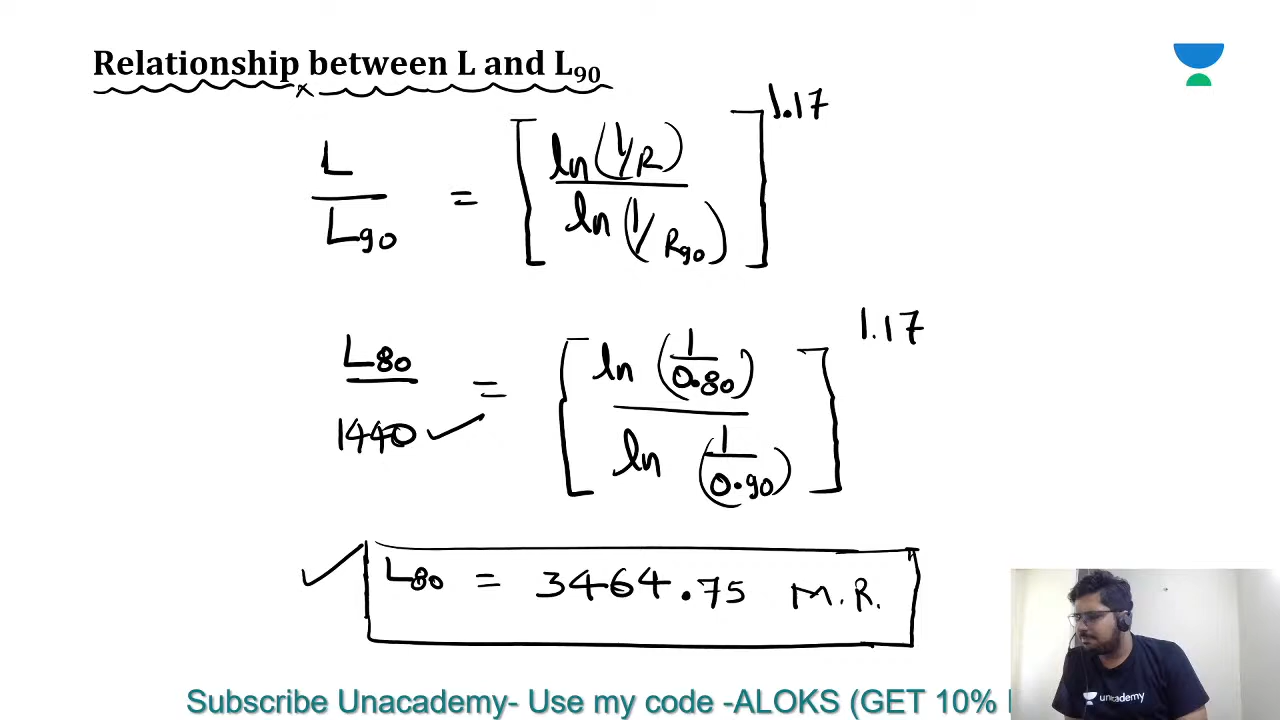 Relationship between L and L90
L / L90 = [ ln(1/R) / ln(1/R90) ]^1.17
L80 / 1440 ✓ = [ ln(1/0.80) / ln(1/0.90) ]^1.17
✓ L80 = 3464.75 M.R.
unacademy
Subscribe Unacademy- Use my code -ALOKS (GET 10%